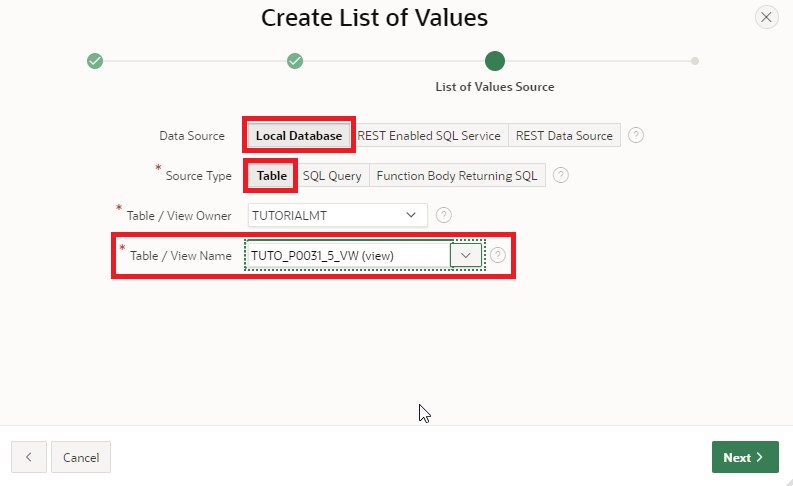 Create List of Values
List of Values Source
Data Source Local Database REST Enabled SQL Service REST Data Source ?
* Source Type Table SQL Query Function Body Returning SQL ?
* Table / View Owner TUTORIALMT ?
* Table / View Name TUTO_P0031_5_VW (view) ?
Cancel Next